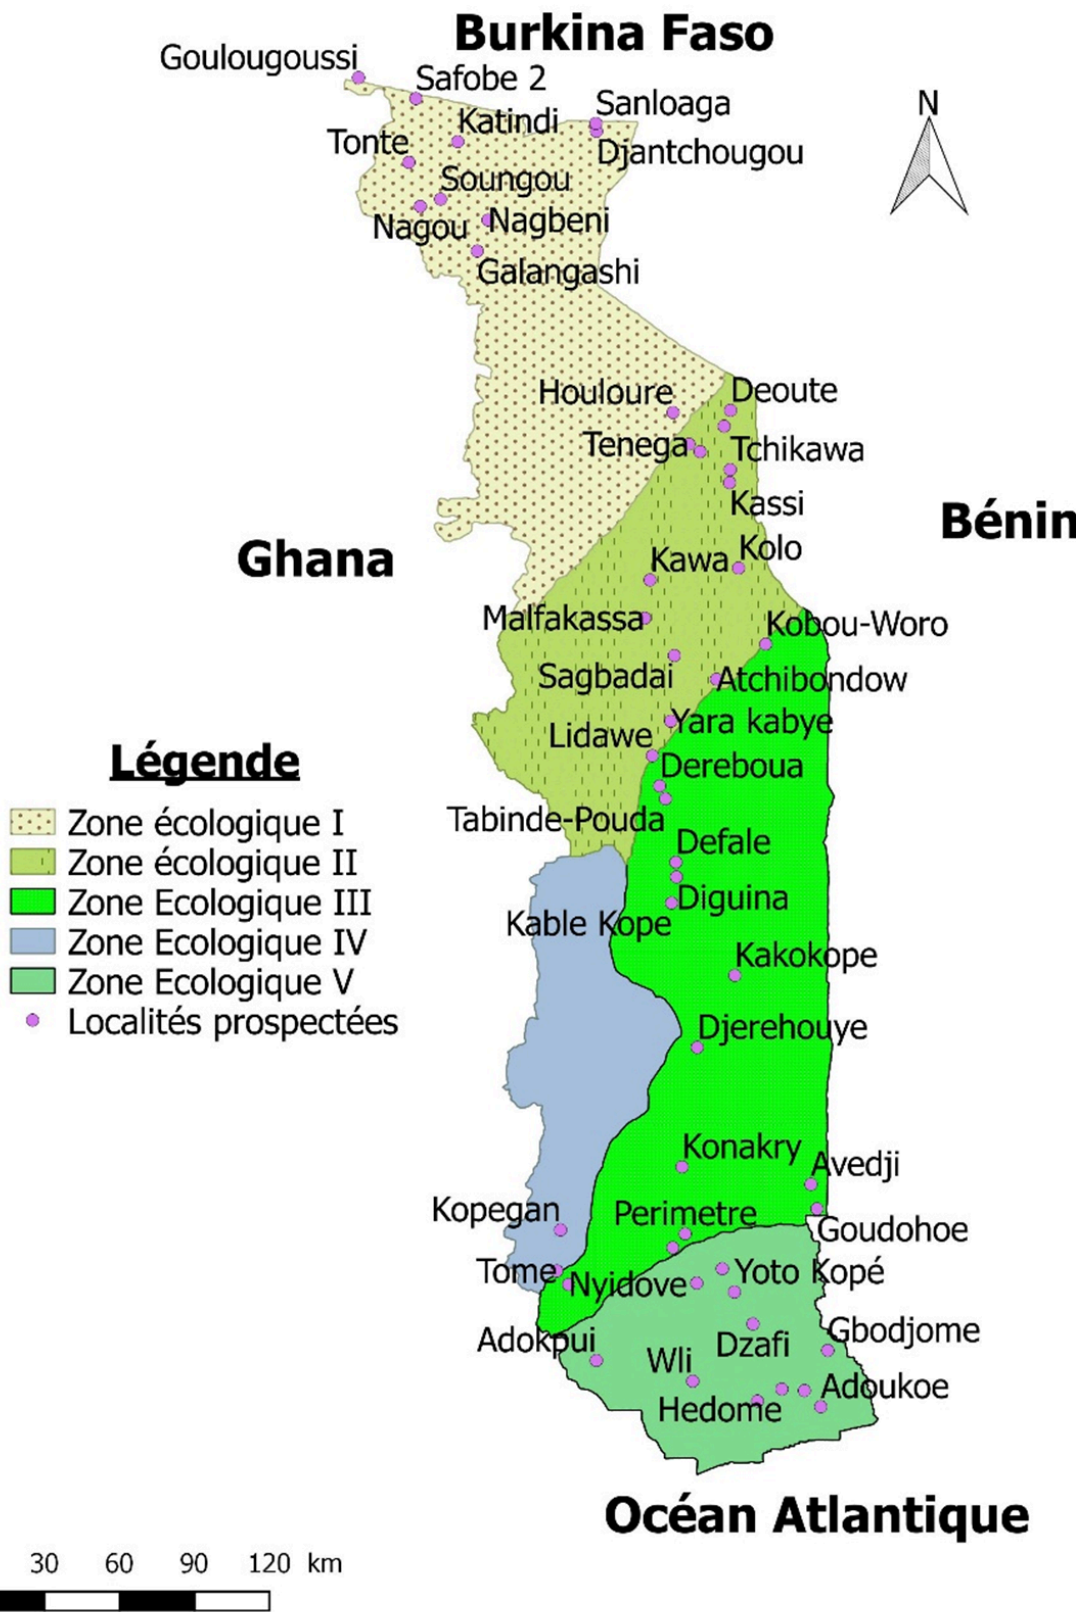 Burkina Faso
Goulougoussi
Safobe 2
Sanloaga
N
Katindi
Tonte
Djantchougou
Soungou
Nagou
Nagbeni
Galangashi
Houloure
Deoute
Tenega
Tchikawa
Kassi
Bénin
Ghana
Kawa
Kolo
Malfakassa
Kobou-Woro
Sagbadai
Atchibondow
Yara kabye
Lidawe
Dereboua
Légende
Zone écologique I
Zone écologique II
Zone Ecologique III
Zone Ecologique IV
Zone Ecologique V
Localités prospectées
Tabinde-Pouda
Defale
Diguina
Kable Kope
Kakokope
Djerehouye
Konakry
Avedji
Kopegan
Perimetre
Goudohoe
Tome
Nyidove
Yoto Kopé
Adokpui
Dzafi
Gbodjome
Wli
Adoukoe
Hedome
Océan Atlantique
30 60 90 120 km